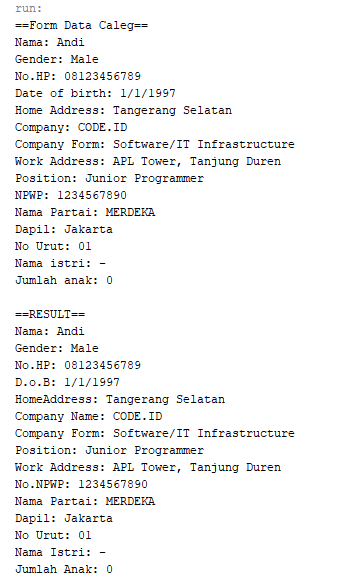 run:
==Form Data Caleg==
Nama: Andi
Gender: Male
No.HP: 08123456789
Date of birth: 1/1/1997
Home Address: Tangerang Selatan
Company: CODE.ID
Company Form: Software/IT Infrastructure
Work Address: APL Tower, Tanjung Duren
Position: Junior Programmer
NPWP: 1234567890
Nama Partai: MERDEKA
Dapil: Jakarta
No Urut: 01
Nama istri: -
Jumlah anak: 0

==RESULT==
Nama: Andi
Gender: Male
No.HP: 08123456789
D.o.B: 1/1/1997
HomeAddress: Tangerang Selatan
Company Name: CODE.ID
Company Form: Software/IT Infrastructure
Position: Junior Programmer
Work Address: APL Tower, Tanjung Duren
No.NPWP: 1234567890
Nama Partai: MERDEKA
Dapil: Jakarta
No Urut: 01
Nama Istri: -
Jumlah Anak: 0